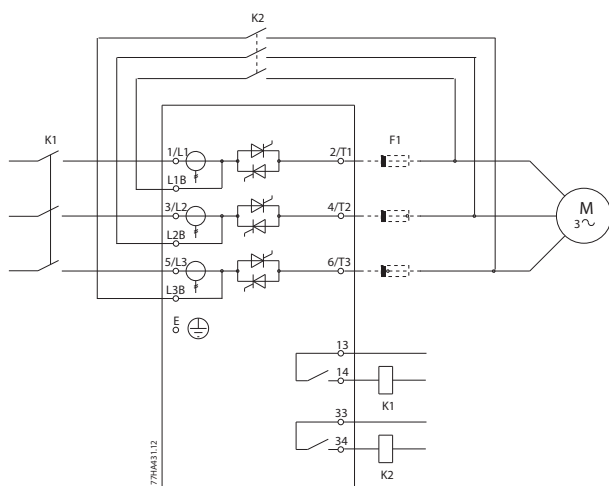 K2
K1
1/L1
2/T1
F1
L1B
3/L2
4/T2
M
3
L2B
5/L3
6/T3
L3B
E
13
14
K1
33
34
K2
177HA431.12